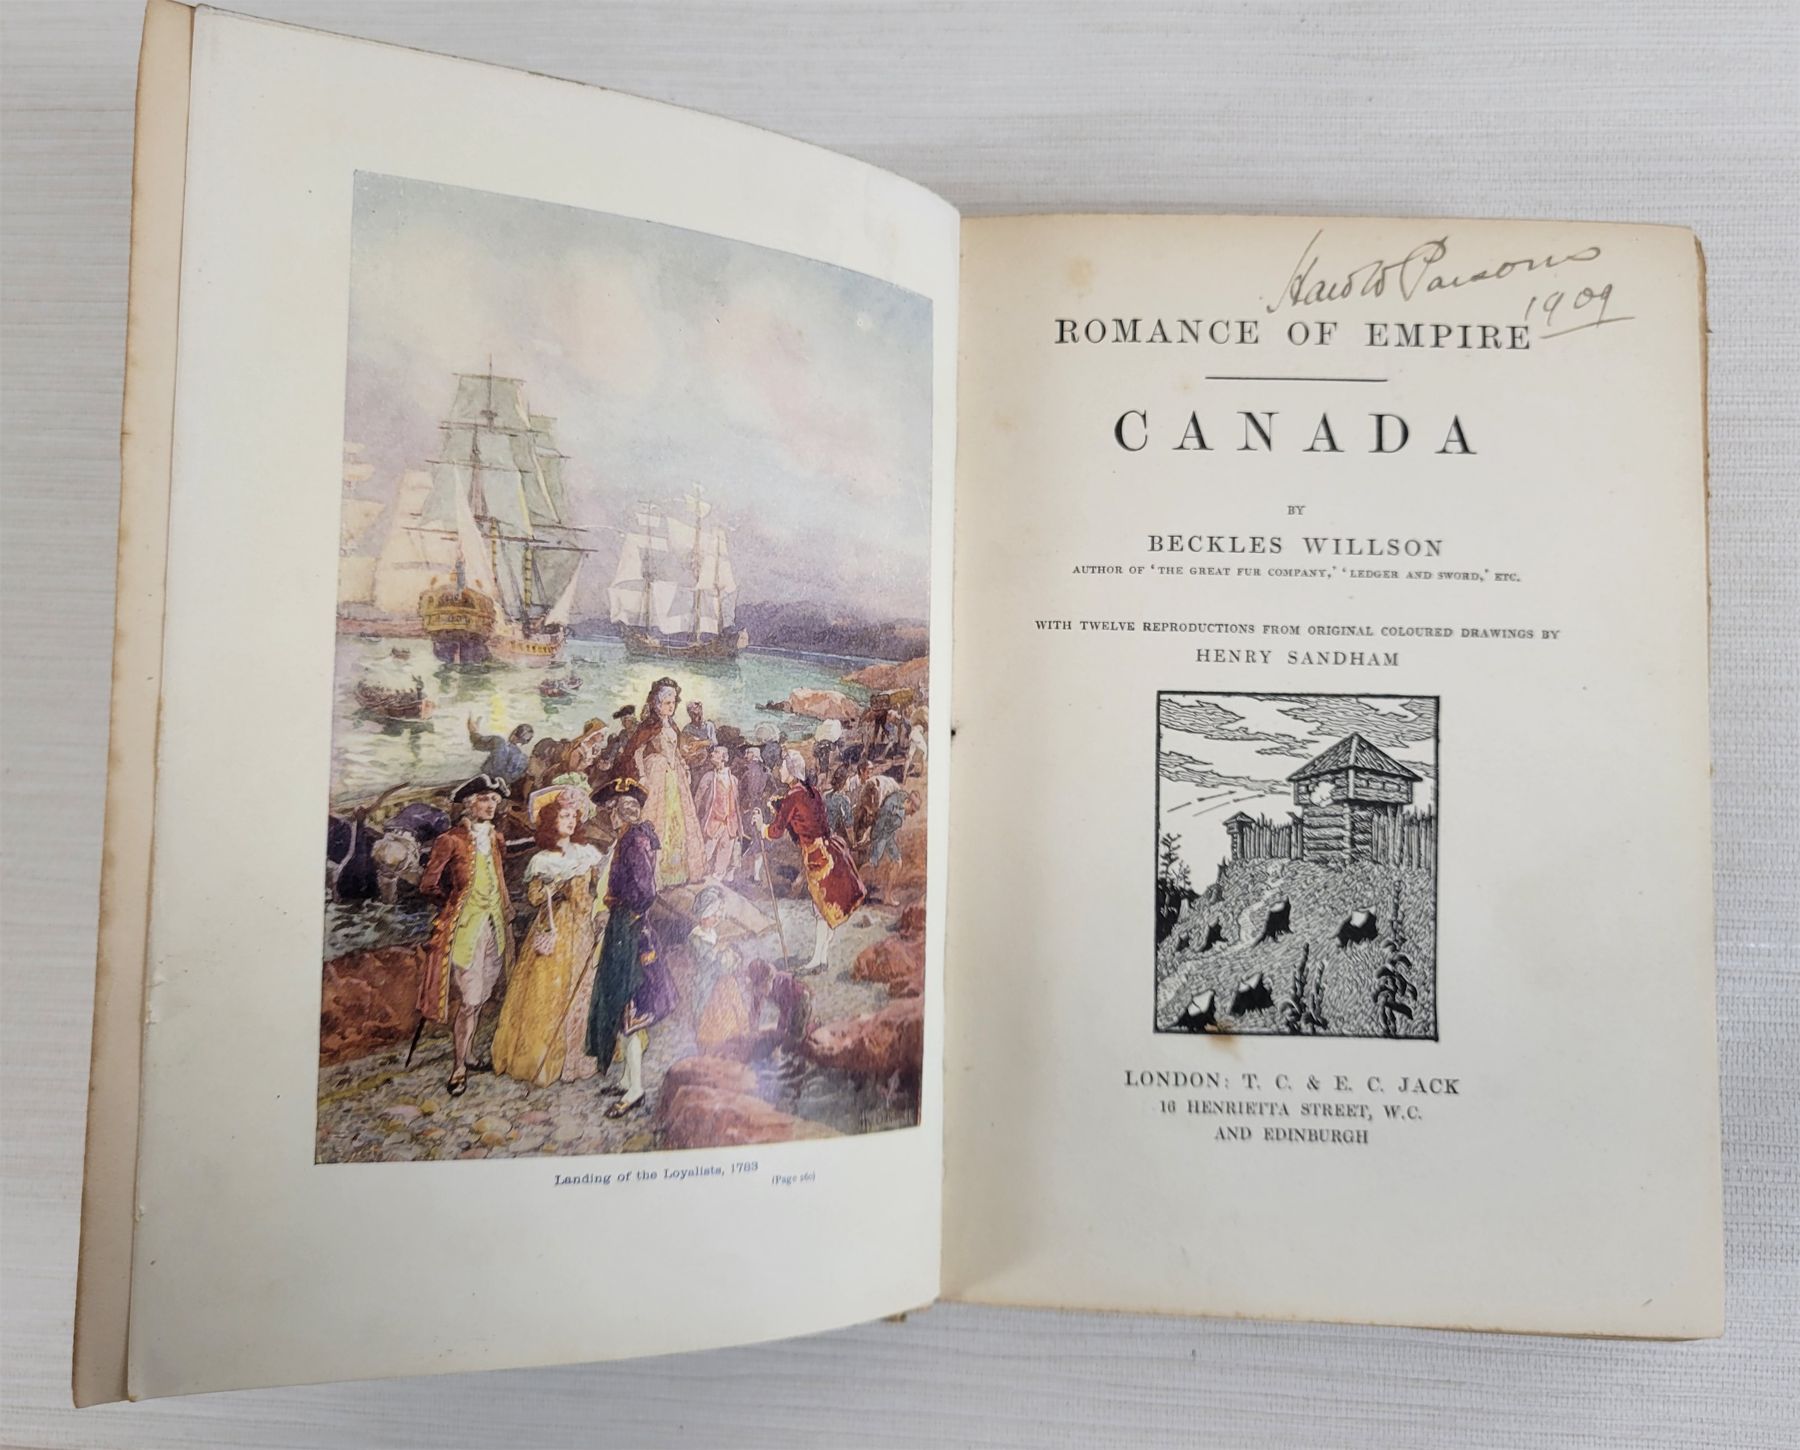 Landing of the Loyalists, 1783
(Page 160)
Harold Parsons
1909
ROMANCE OF EMPIRE
CANADA
BY
BECKLES WILLSON
AUTHOR OF ‘THE GREAT FUR COMPANY,’ ‘LEDGER AND SWORD,’ ETC.
WITH TWELVE REPRODUCTIONS FROM ORIGINAL COLOURED DRAWINGS BY
HENRY SANDHAM
LONDON: T. C. & E. C. JACK
16 HENRIETTA STREET, W.C.
AND EDINBURGH